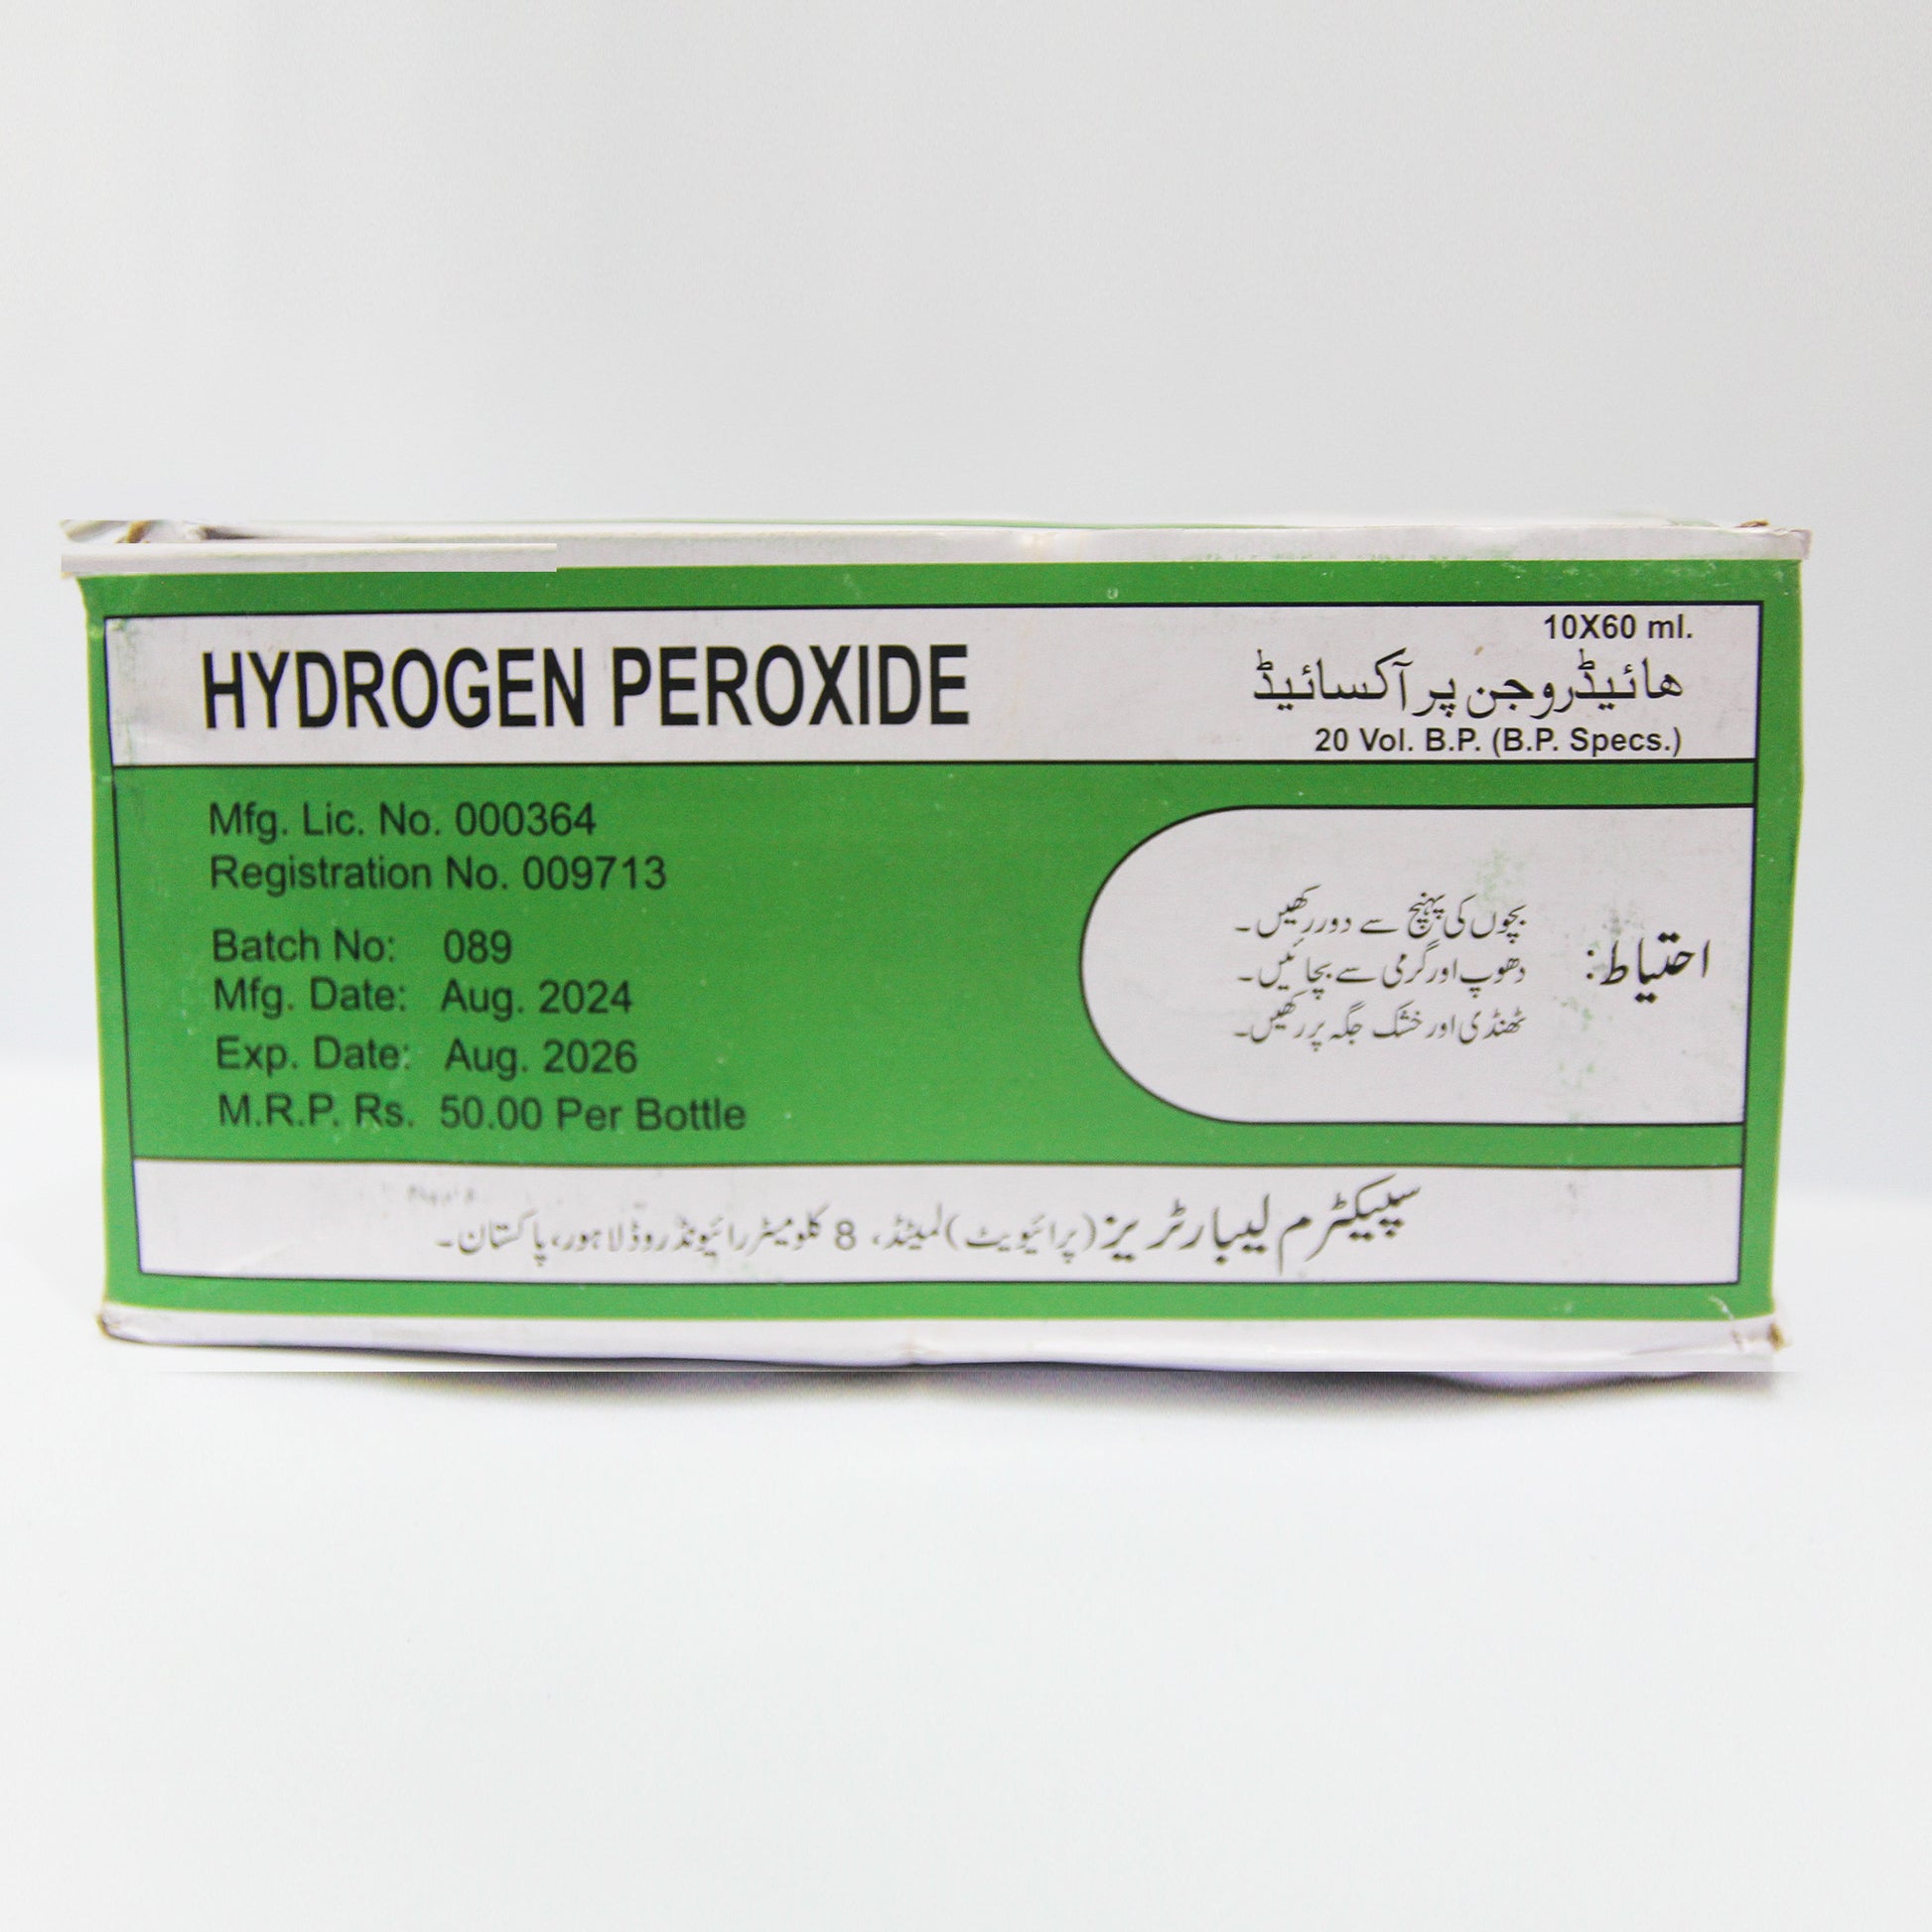 HYDROGEN PEROXIDE
10X60 ml.
ھائیڈروجن پرآکسائیڈ
20 Vol. B.P. (B.P. Specs.)
Mfg. Lic. No. 000364
Registration No. 009713
Batch No: 089
Mfg. Date: Aug. 2024
Exp. Date: Aug. 2026
M.R.P. Rs. 50.00 Per Bottle
احتیاط:
بچوں کی پہنچ سے دور رکھیں۔
دھوپ اور گرمی سے بچائیں۔
ٹھنڈی اور خشک جگہ پر رکھیں۔
سپیکٹرم لیبارٹریز (پرائیویٹ) لمیٹڈ، 8 کلومیٹر رائیونڈ روڈ لاہور، پاکستان۔